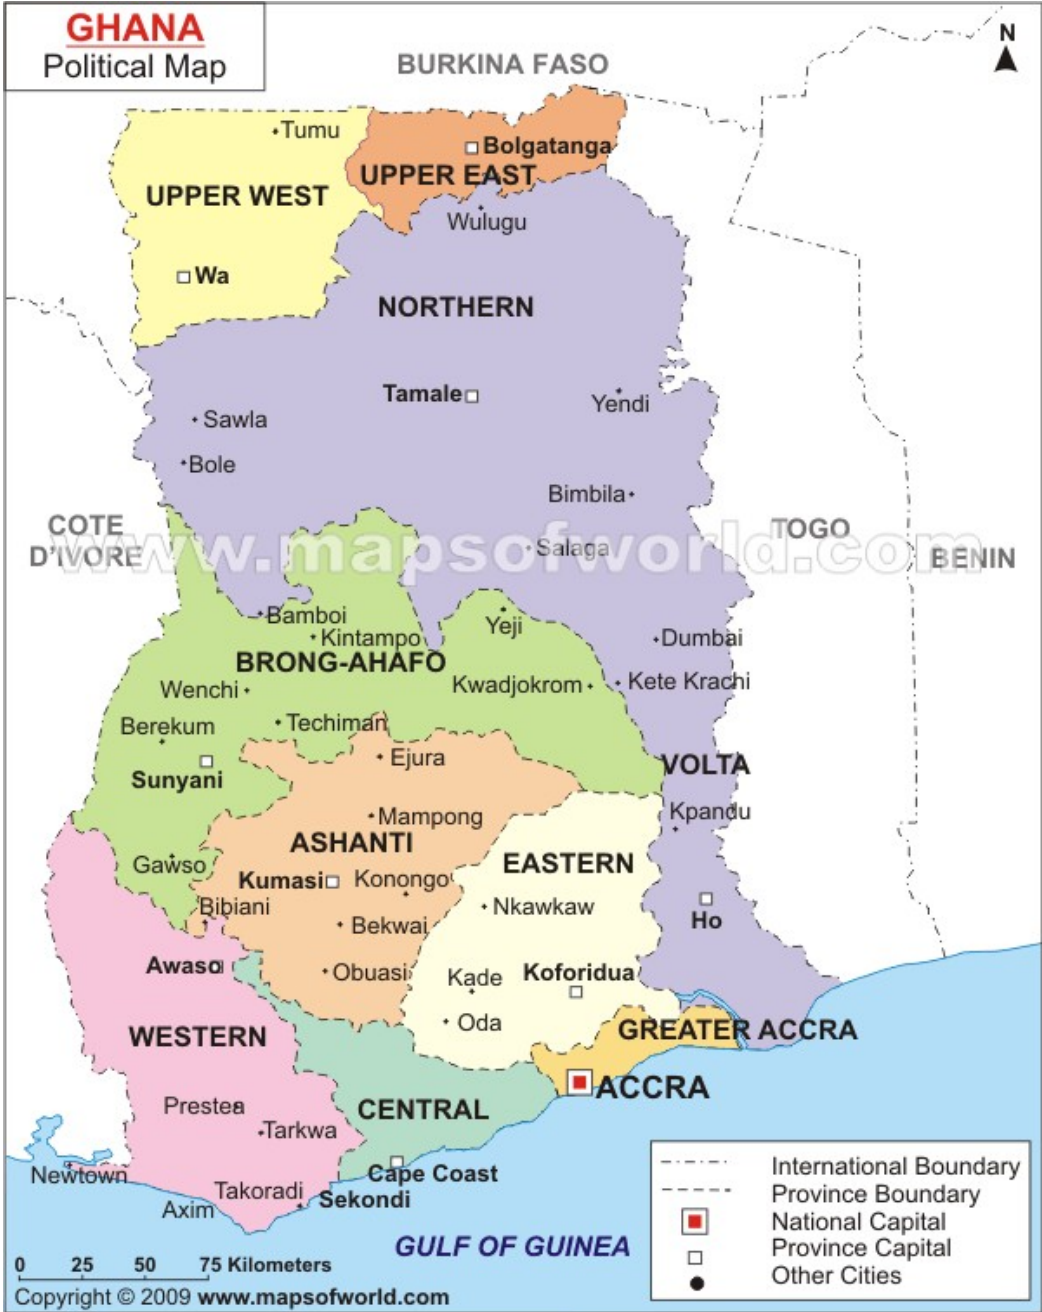 GHANA
Political Map
N
BURKINA FASO
Tumu
Bolgatanga
UPPER EAST
UPPER WEST
Wulugu
Wa
NORTHERN
Tamale
Yendi
Sawla
Bole
Bimbila
COTE
D'IVORE
TOGO
www.mapsofworld.com
Salaga
BENIN
Bamboi
Yeji
Kintampo
Dumbai
BRONG-AHAFO
Wenchi
Kwadjokrom
Kete Krachi
Berekum
Techiman
Ejura
VOLTA
Sunyani
Kpandu
Mampong
ASHANTI
EASTERN
Gawso
Kumasi
Konongo
Bibiani
Nkawkaw
Ho
Bekwai
Awaso
Obuasi
Kade
Koforidua
Oda
WESTERN
GREATER ACCRA
ACCRA
Prestea
CENTRAL
Tarkwa
Newtown
Cape Coast
Takoradi
Sekondi
Axim
GULF OF GUINEA
International Boundary
Province Boundary
National Capital
Province Capital
Other Cities
0 25 50 75 Kilometers
Copyright © 2009 www.mapsofworld.com